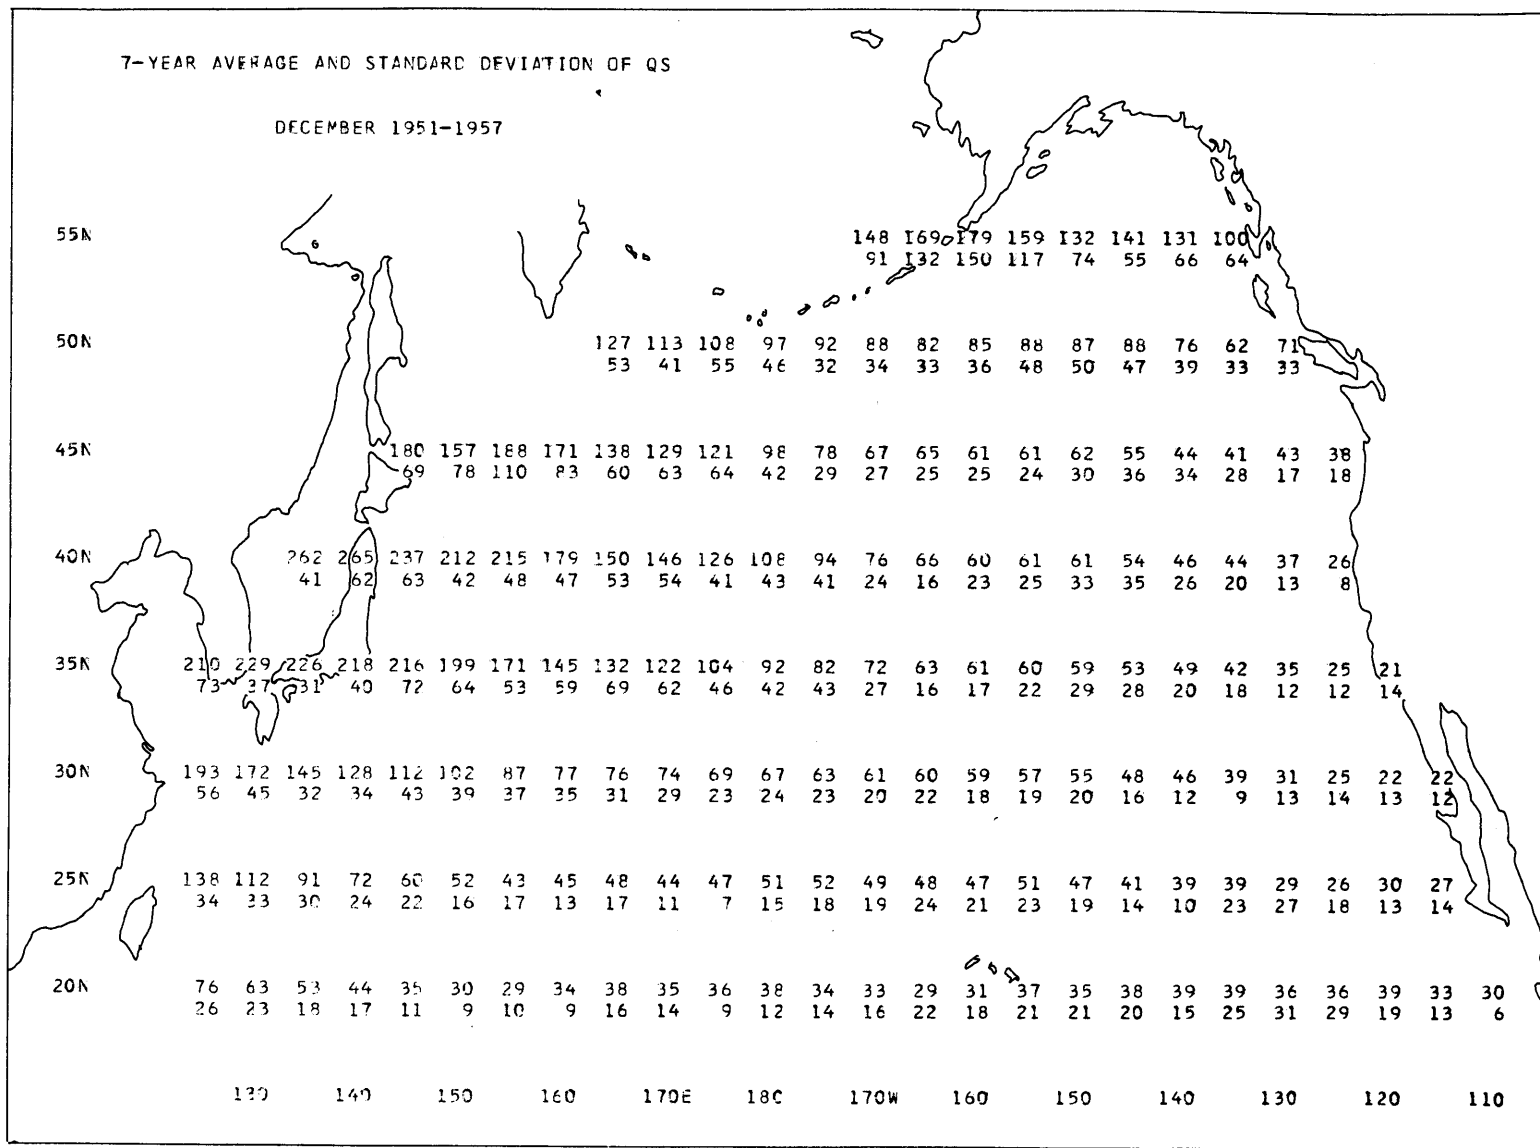 7-YEAR AVERAGE AND STANDARD DEVIATION OF QS
DECEMBER 1951-1957
55N 148 169 179 159 132 141 131 100
91 132 150 117 74 55 66 64
50N 127 113 108 97 92 88 82 85 88 87 88 76 62 71
53 41 55 46 32 34 33 36 48 50 47 39 33 33
45N 180 157 188 171 138 129 121 98 78 67 65 61 61 62 55 44 41 43 38
69 78 110 83 60 63 64 42 29 27 25 25 24 30 36 34 28 17 18
40N 262 265 237 212 215 179 150 146 126 108 94 76 66 60 61 61 54 46 44 37 26
41 62 63 42 48 47 53 54 41 43 41 24 16 23 25 33 35 26 20 13 8
35N 210 229 226 218 216 199 171 145 132 122 104 92 82 72 63 61 60 59 53 49 42 35 25 21
73 37 31 40 72 64 53 59 69 62 46 42 43 27 16 17 22 29 28 20 18 12 12 14
30N 193 172 145 128 112 102 87 77 76 74 69 67 63 61 60 59 57 55 48 46 39 31 25 22 22
56 45 32 34 43 39 37 35 31 29 23 24 23 20 22 18 19 20 16 12 9 13 14 13 12
25N 138 112 91 72 60 52 43 45 48 44 47 51 52 49 48 47 51 47 41 39 39 29 26 30 27
34 33 30 24 22 16 17 13 17 11 7 15 18 19 24 21 23 19 14 10 23 27 18 13 14
20N 76 63 53 44 35 30 29 34 38 35 36 38 34 33 29 31 37 35 38 39 39 36 36 39 33 30
26 23 18 17 11 9 10 9 16 14 9 12 14 16 22 18 21 21 20 15 25 31 29 19 13 6
130 140 150 160 170E 180 170W 160 150 140 130 120 110